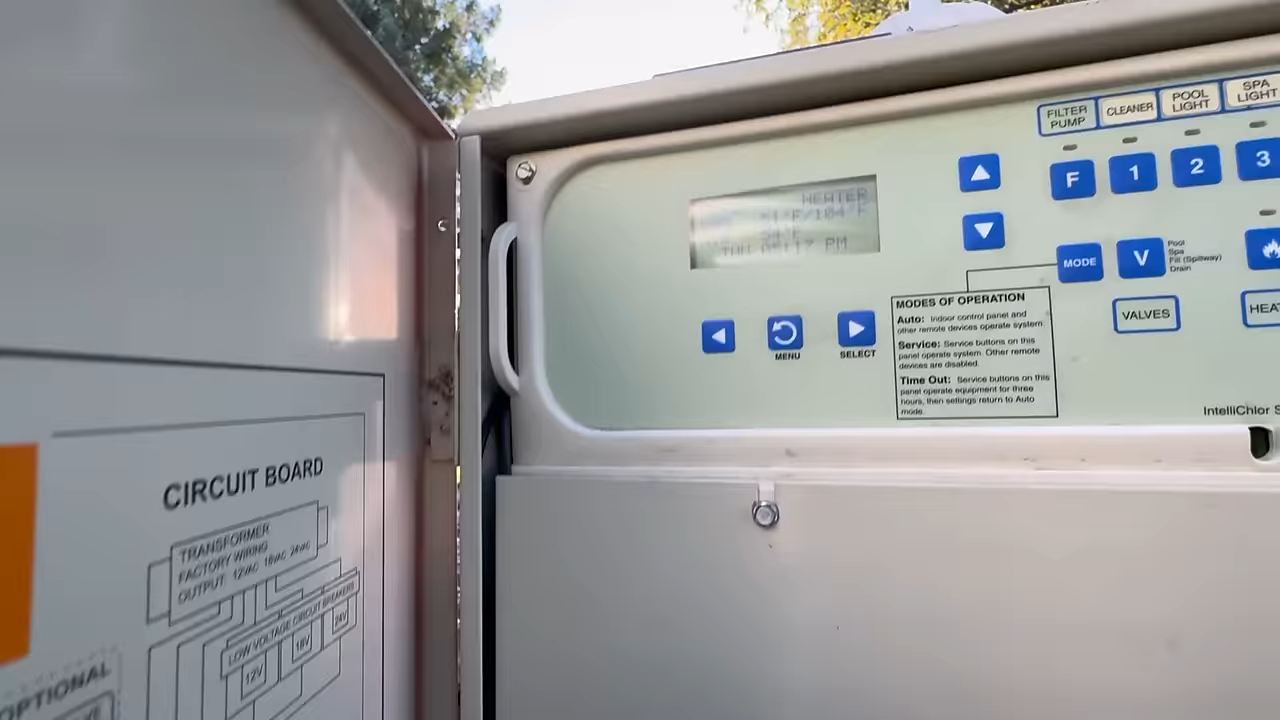 FILTER
PUMP
CLEANER
POOL
LIGHT
SPA
LIGHT
F
1
2
3
HEATER
MODE
V
Pool
Spa
Fill (Spillway)
Drain
VALVES
MENU
SELECT
MODES OF OPERATION
Auto: Indoor control panel and
other remote devices operate system.
Service: Service buttons on this
panel operate system. Other remote
devices are disabled.
Time Out: Service buttons on this
panel operate equipment for three
hours, then settings return to Auto
mode.
IntelliChlor
CIRCUIT BOARD
TRANSFORMER
FACTORY WIRING
OUTPUT: 12VAC 18VAC 24VAC
LOW VOLTAGE CIRCUIT BREAKERS
12V
18V
24V
OPTIONAL